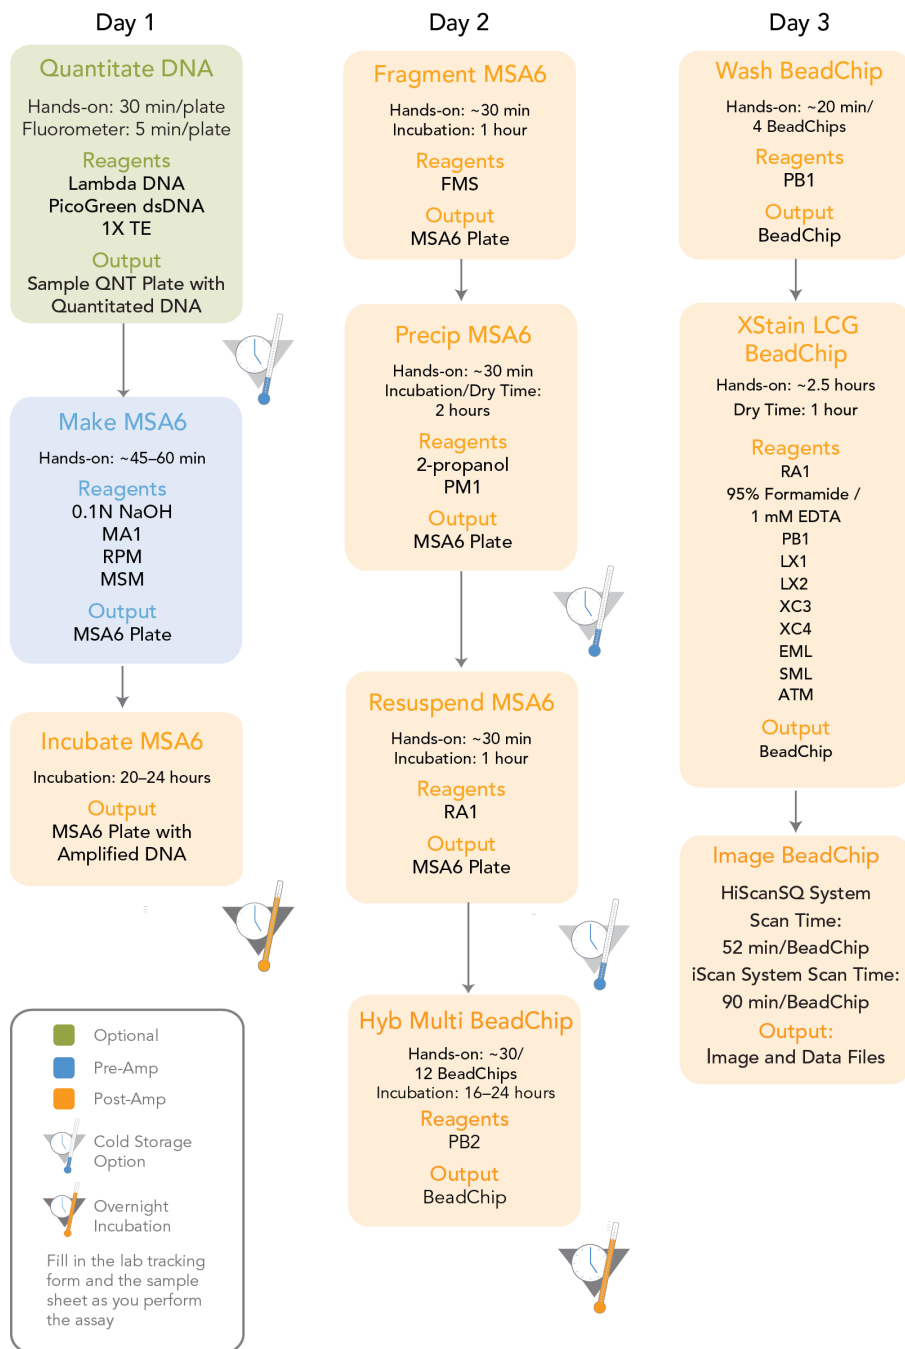 Day 1
Quantitate DNA
Hands-on: 30 min/plate
Fluorometer: 5 min/plate
Reagents
Lambda DNA
PicoGreen dsDNA
1X TE
Output
Sample QNT Plate with
Quantitated DNA
Make MSA6
Hands-on: ~45–60 min
Reagents
0.1N NaOH
MA1
RPM
MSM
Output
MSA6 Plate
Incubate MSA6
Incubation: 20–24 hours
Output
MSA6 Plate with
Amplified DNA
Optional
Pre-Amp
Post-Amp
Cold Storage
Option
Overnight
Incubation
Fill in the lab tracking
form and the sample
sheet as you perform
the assay
Day 2
Fragment MSA6
Hands-on: ~30 min
Incubation: 1 hour
Reagents
FMS
Output
MSA6 Plate
Precip MSA6
Hands-on: ~30 min
Incubation/Dry Time:
2 hours
Reagents
2-propanol
PM1
Output
MSA6 Plate
Resuspend MSA6
Hands-on: ~30 min
Incubation: 1 hour
Reagents
RA1
Output
MSA6 Plate
Hyb Multi BeadChip
Hands-on: ~30/
12 BeadChips
Incubation: 16–24 hours
Reagents
PB2
Output
BeadChip
Day 3
Wash BeadChip
Hands-on: ~20 min/
4 BeadChips
Reagents
PB1
Output
BeadChip
XStain LCG
BeadChip
Hands-on: ~2.5 hours
Dry Time: 1 hour
Reagents
RA1
95% Formamide /
1 mM EDTA
PB1
LX1
LX2
XC3
XC4
EML
SML
ATM
Output
BeadChip
Image BeadChip
HiScanSQ System
Scan Time:
52 min/BeadChip
iScan System Scan Time:
90 min/BeadChip
Output:
Image and Data Files